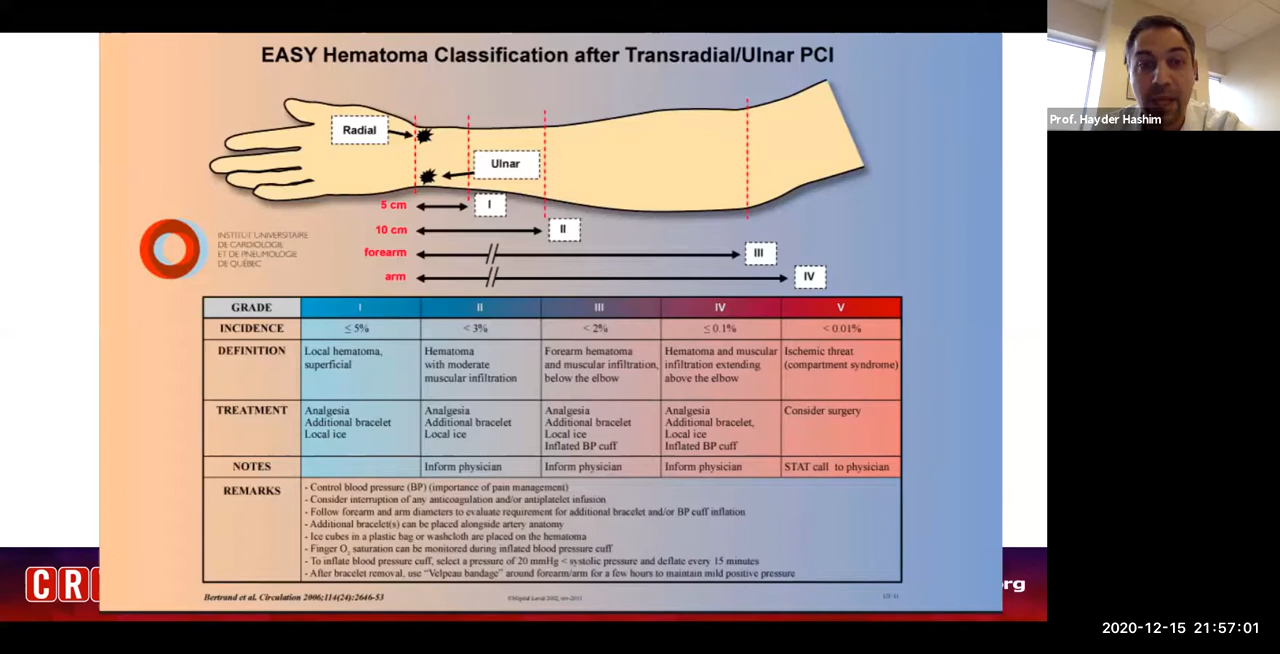 EASY Hematoma Classification after Transradial/Ulnar PCI
Prof. Hayder Hashim
Radial
Ulnar
5 cm
I
10 cm
II
forearm
III
arm
IV
INSTITUT UNIVERSITAIRE
DE CARDIOLOGIE
ET DE PNEUMOLOGIE
DE QUÉBEC
GRADE I II III IV V
INCIDENCE ≤ 5% < 3% < 2% ≤ 0.1% < 0.01%
DEFINITION
Local hematoma,
superficial
Hematoma
with moderate
muscular infiltration
Forearm hematoma
and muscular infiltration,
below the elbow
Hematoma and muscular
infiltration extending
above the elbow
Ischemic threat
(compartment syndrome)
TREATMENT
Analgesia
Additional bracelet
Local ice
Analgesia
Additional bracelet
Local ice
Analgesia
Additional bracelet
Local ice
Inflated BP cuff
Analgesia
Additional bracelet,
Local ice
Inflated BP cuff
Consider surgery
NOTES Inform physician Inform physician Inform physician STAT call to physician
REMARKS
- Control blood pressure (BP) (importance of pain management)
- Consider interruption of any anticoagulation and/or antiplatelet infusion
- Follow forearm and arm diameters to evaluate requirement for additional bracelet and/or BP cuff inflation
- Additional bracelet(s) can be placed alongside artery anatomy
- Ice cubes in a plastic bag or washcloth are placed on the hematoma
- Finger O₂ saturation can be monitored during inflated blood pressure cuff
- To inflate blood pressure cuff, select a pressure of 20 mmHg < systolic pressure and deflate every 15 minutes
- After bracelet removal, use "Velpeau bandage" around forearm/arm for a few hours to maintain mild positive pressure
CR
rg
Bertrand et al. Circulation 2006;114(24):2646-53
2020-12-15 21:57:01